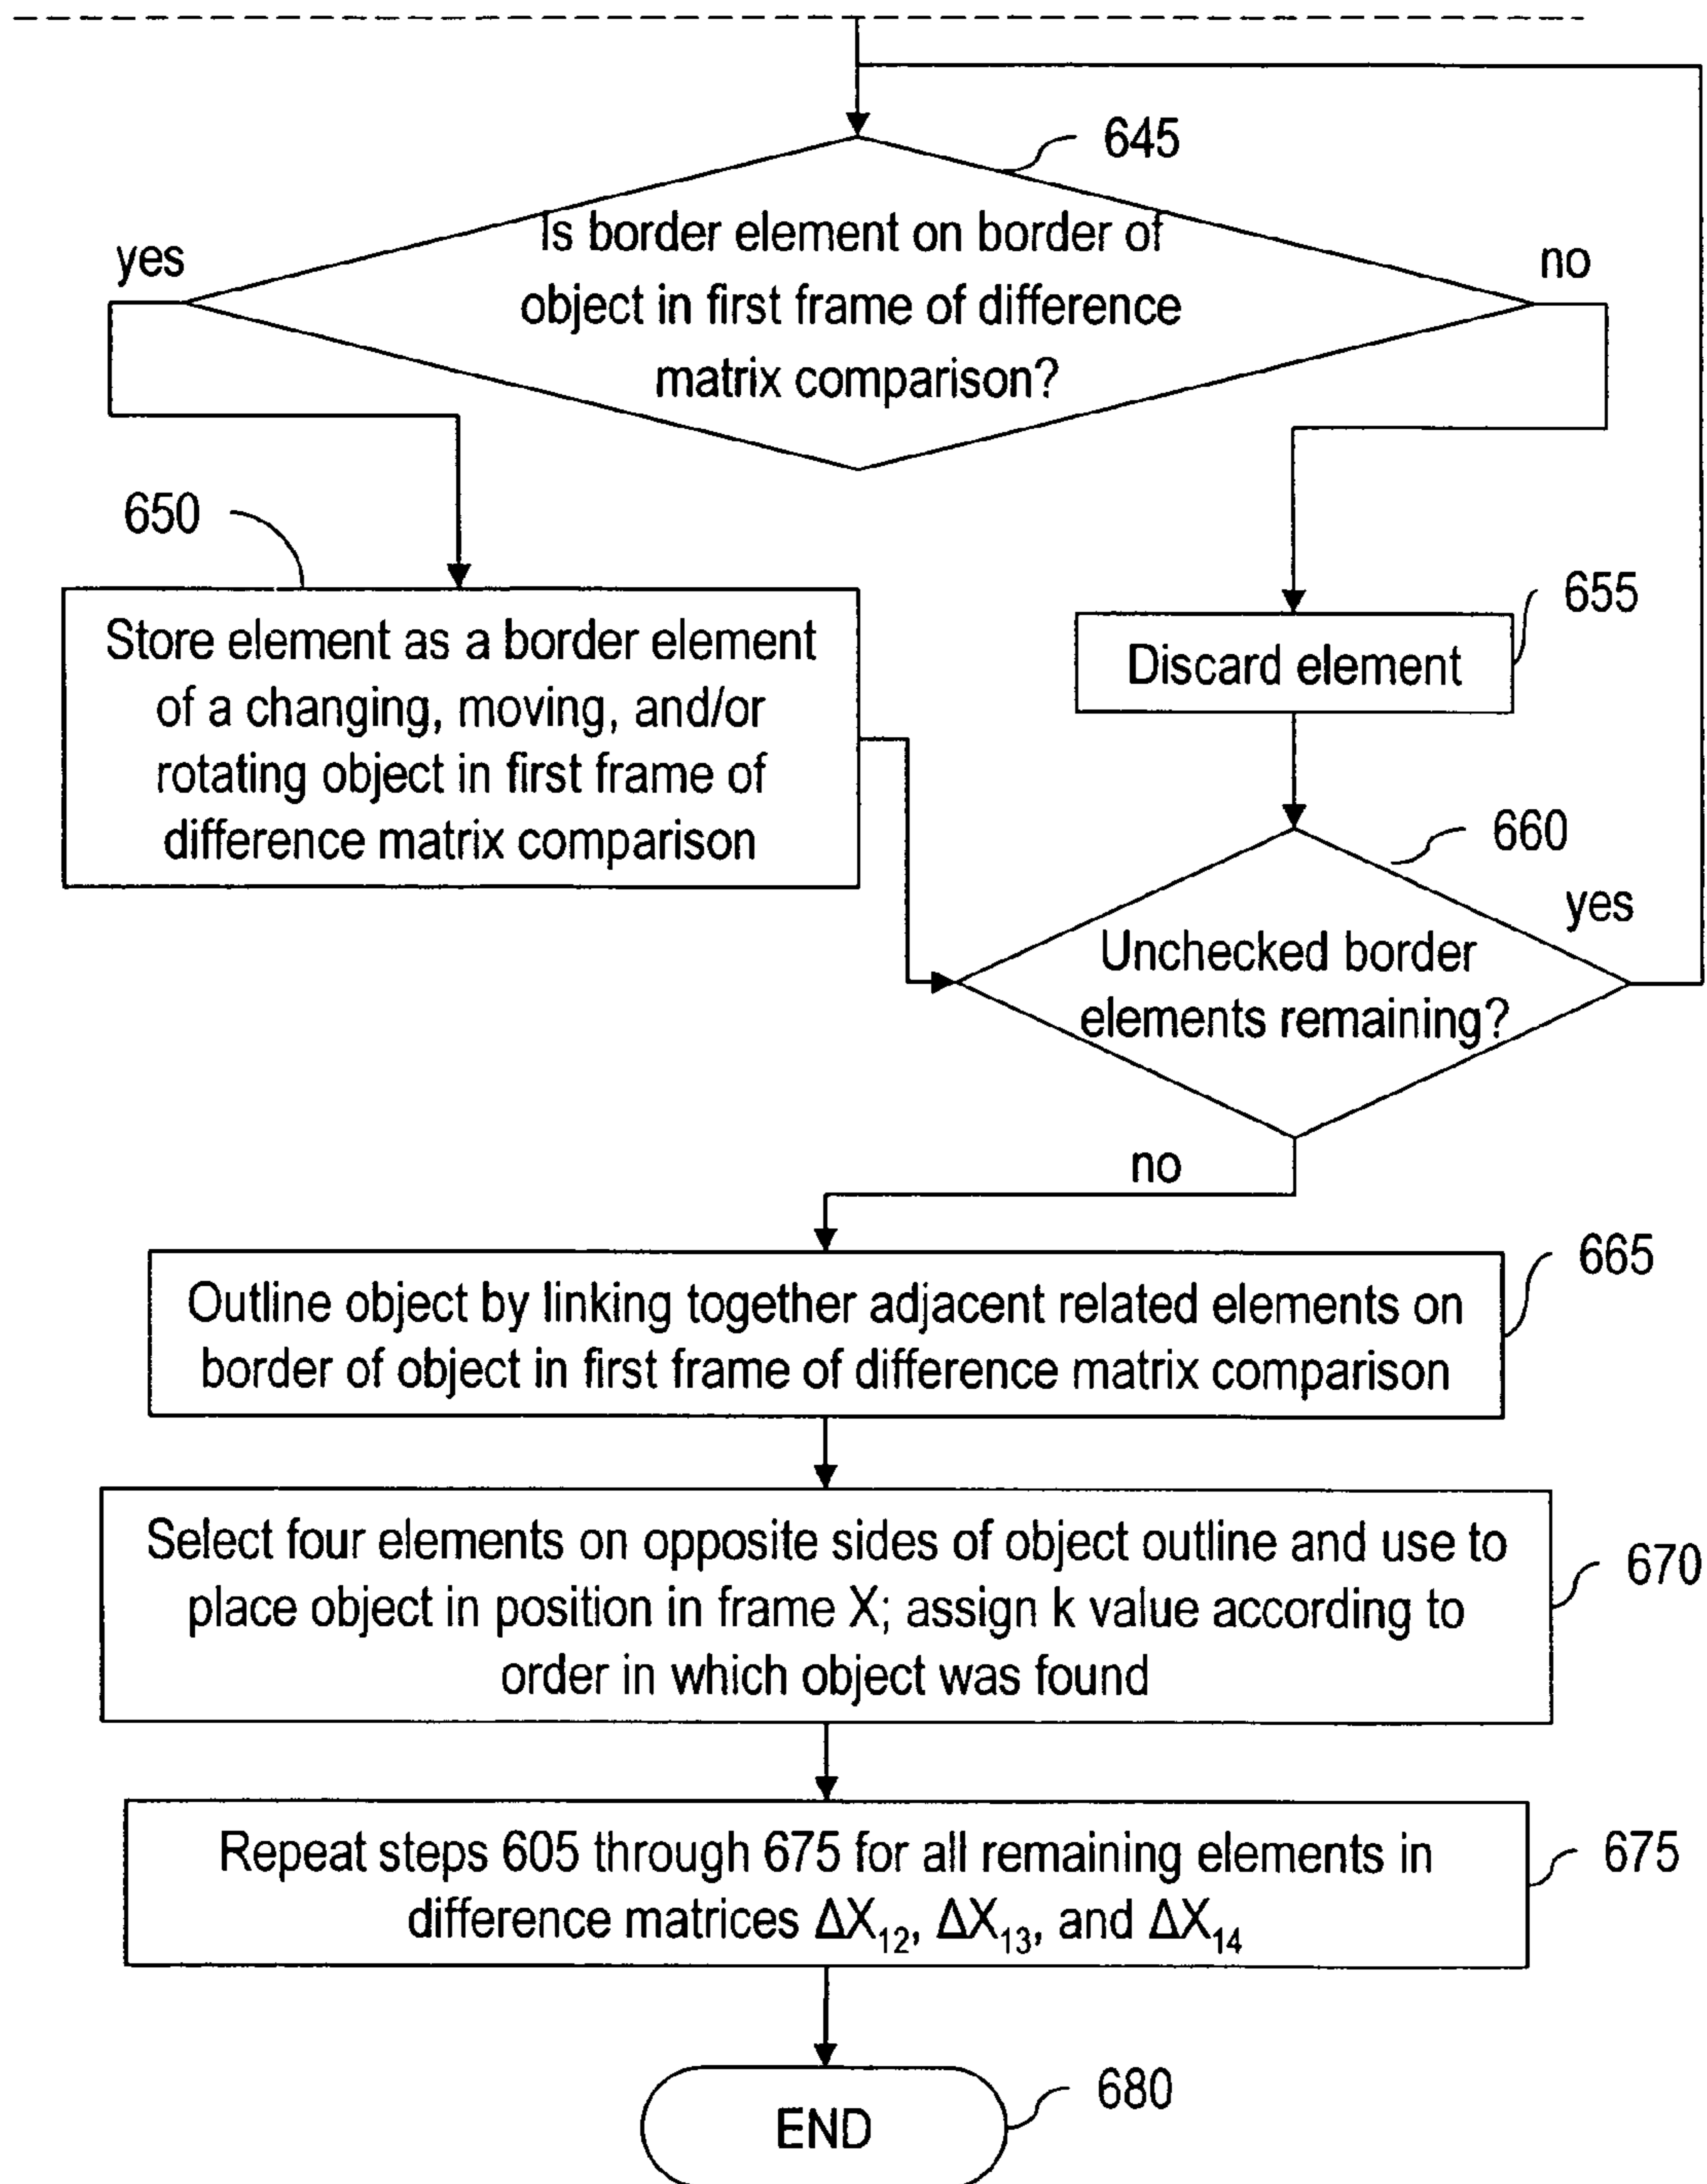 645
Is border element on border of
object in first frame of difference
matrix comparison?
yes
no
650
Store element as a border element
of a changing, moving, and/or
rotating object in first frame of
difference matrix comparison
655
Discard element
660
yes
Unchecked border
elements remaining?
no
665
Outline object by linking together adjacent related elements on
border of object in first frame of difference matrix comparison
670
Select four elements on opposite sides of object outline and use to
place object in position in frame X; assign k value according to
order in which object was found
675
Repeat steps 605 through 675 for all remaining elements in
difference matrices ΔX₁₂, ΔX₁₃, and ΔX₁₄
680
END